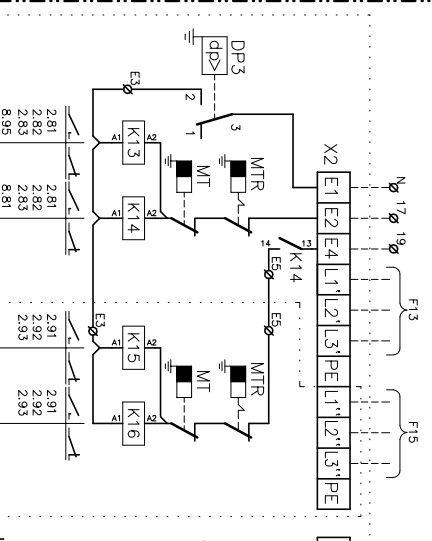 N
17
19
F13
F15
X2
E1
E2
E4
L1'
L2'
L3'
PE
L1"
L2"
L3"
PE
DP3
dp>
E3
2
1
3
MTR
MT
13
14
K14
E5
E5
MTR
MT
A1 K13 A2
A1 K14 A2
E3
A1 K15 A2
A1 K16 A2
2.81
2.82
2.83
8.95
2.81
2.82
2.83
8.81
2.91
2.92
2.93
2.91
2.92
2.93